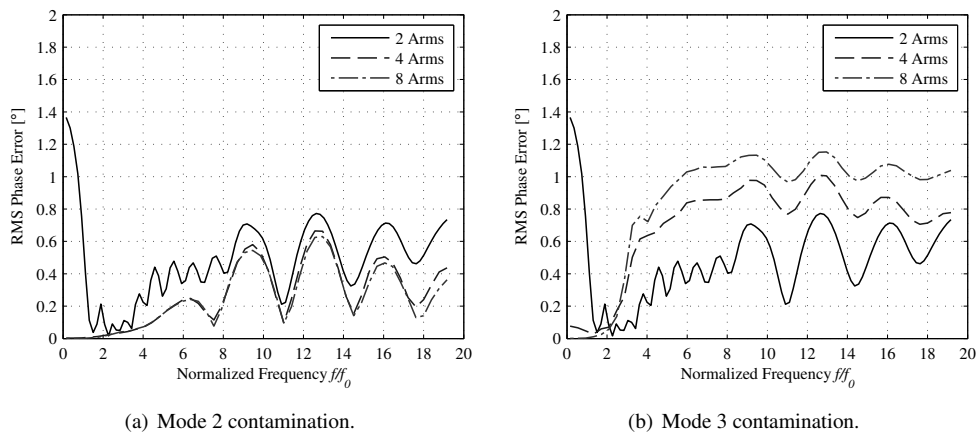 2
1.8
1.6
1.4
1.2
1
0.8
0.6
0.4
0.2
0
RMS Phase Error [°]
2 Arms
4 Arms
8 Arms
0 2 4 6 8 10 12 14 16 18 20
Normalized Frequency f/f0
(a) Mode 2 contamination.
2
1.8
1.6
1.4
1.2
1
0.8
0.6
0.4
0.2
0
RMS Phase Error [°]
2 Arms
4 Arms
8 Arms
0 2 4 6 8 10 12 14 16 18 20
Normalized Frequency f/f0
(b) Mode 3 contamination.